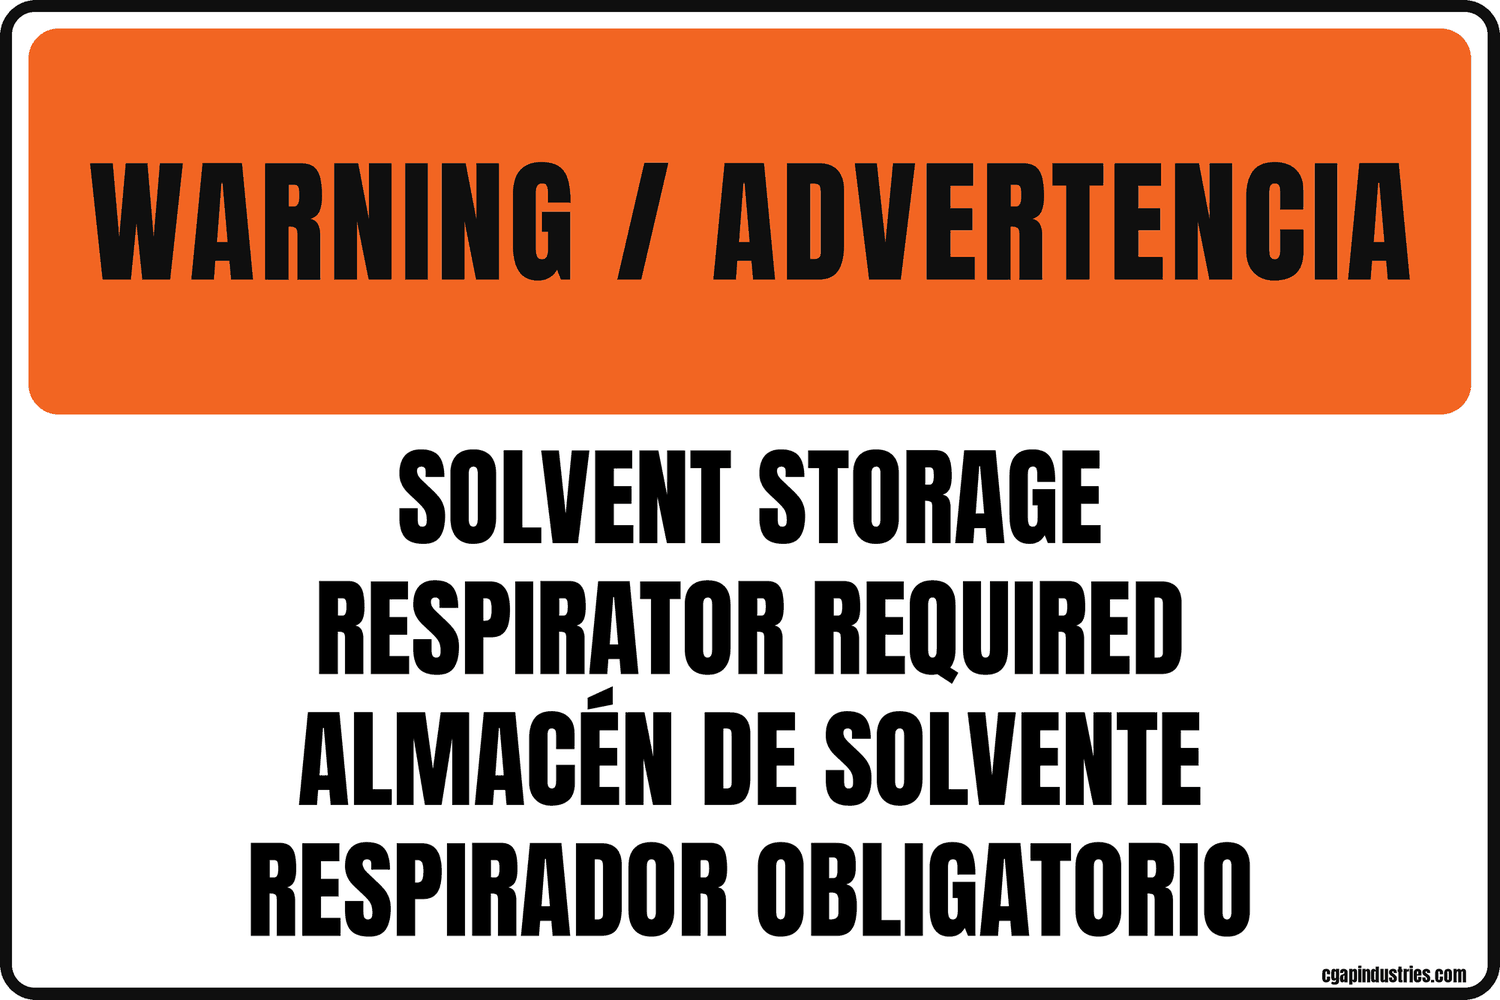 WARNING / ADVERTENCIA
SOLVENT STORAGE
RESPIRATOR REQUIRED
ALMACÉN DE SOLVENTE
RESPIRADOR OBLIGATORIO
cgapindustries.com